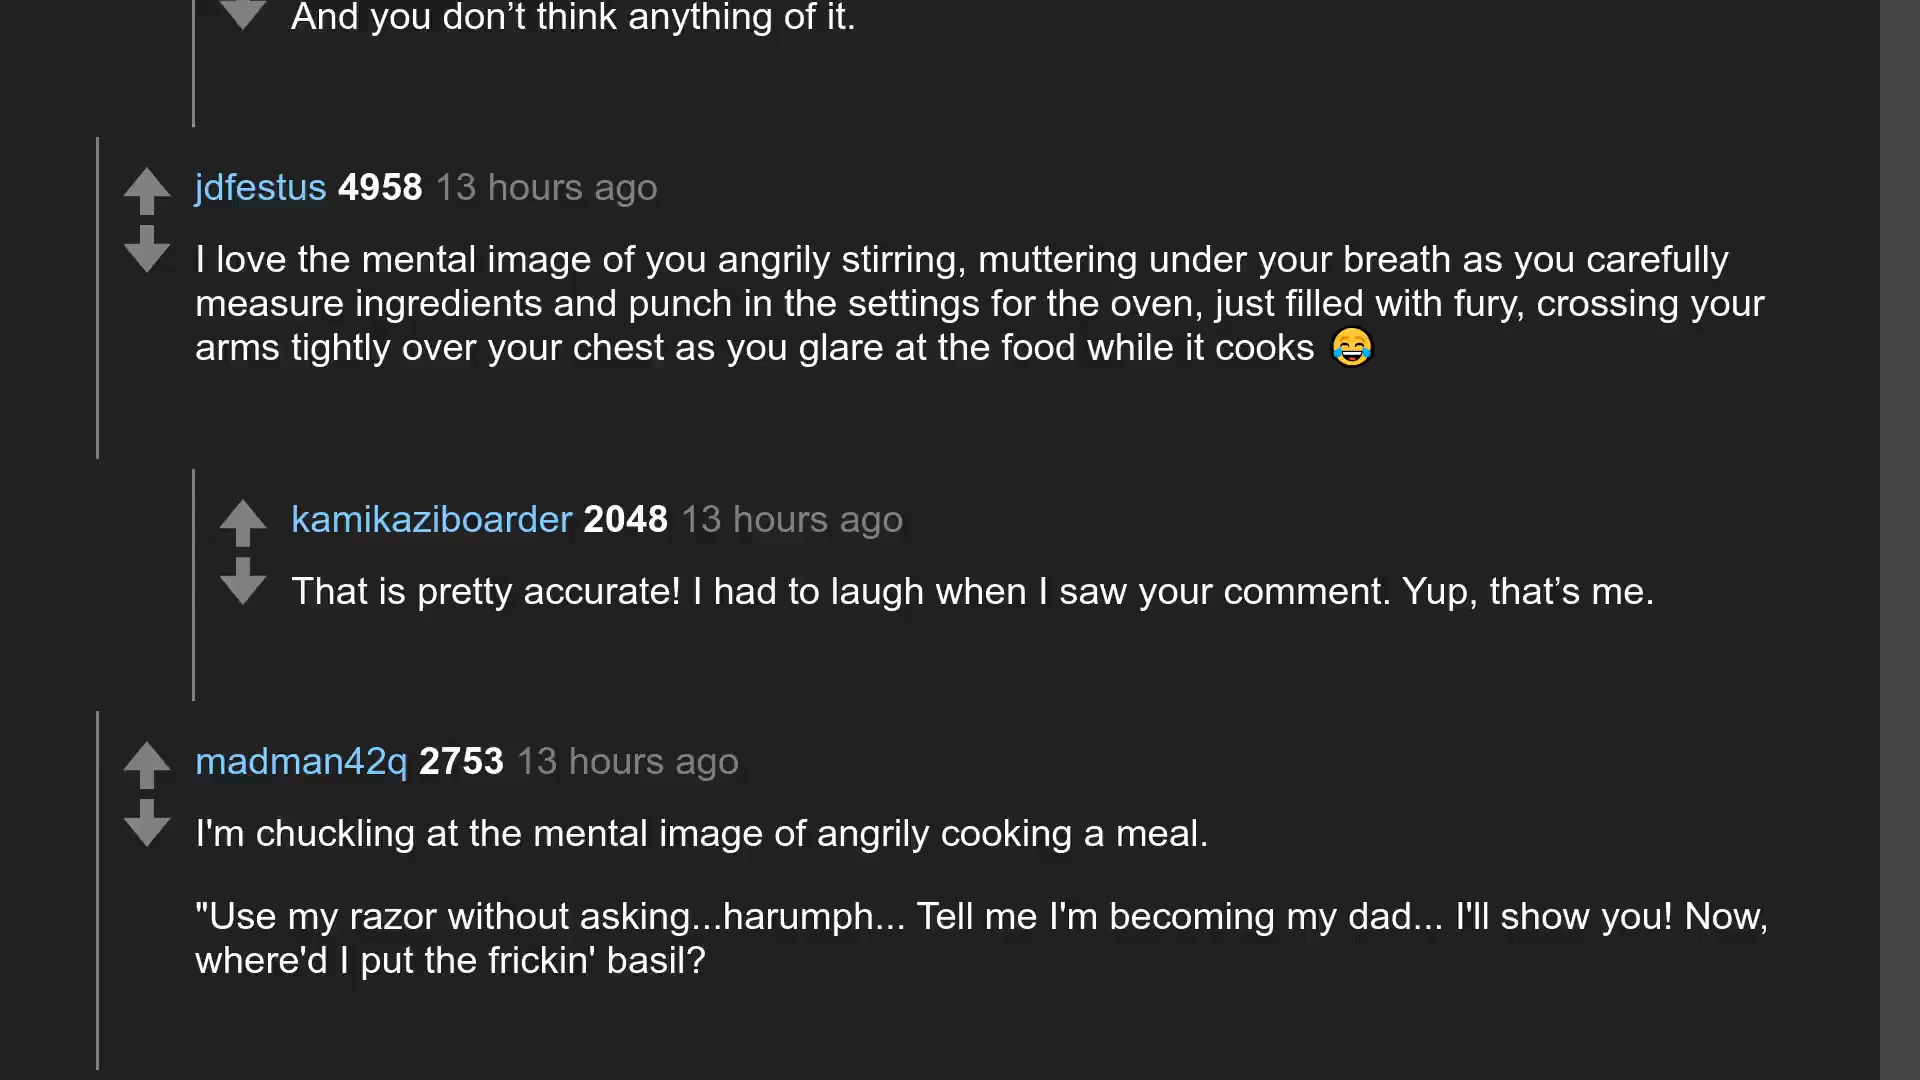 And you don’t think anything of it.
jdfestus 4958 13 hours ago
I love the mental image of you angrily stirring, muttering under your breath as you carefully
measure ingredients and punch in the settings for the oven, just filled with fury, crossing your
arms tightly over your chest as you glare at the food while it cooks 😂
kamikaziboarder 2048 13 hours ago
That is pretty accurate! I had to laugh when I saw your comment. Yup, that’s me.
madman42q 2753 13 hours ago
I'm chuckling at the mental image of angrily cooking a meal.
"Use my razor without asking...harumph... Tell me I'm becoming my dad... I'll show you! Now,
where'd I put the frickin' basil?